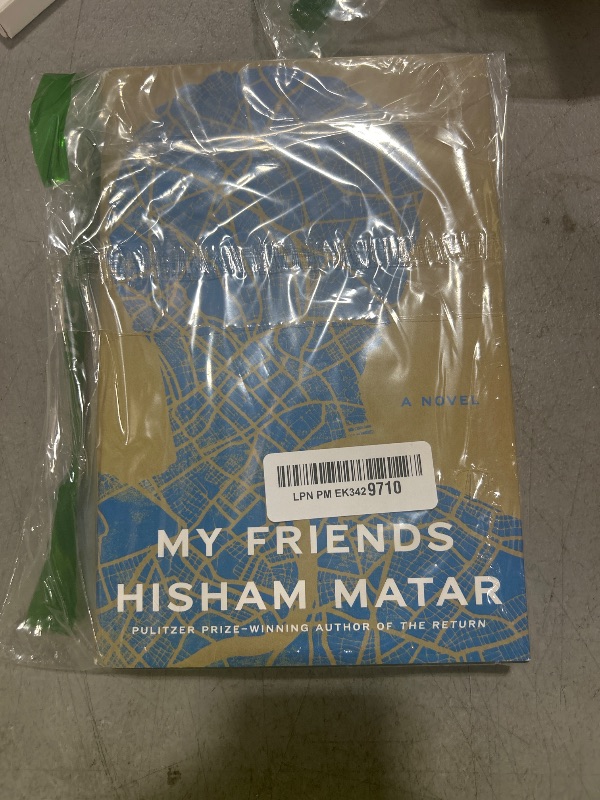 A NOVEL
LPN PM EK3429710
MY FRIENDS
HISHAM MATAR
PULITZER PRIZE–WINNING AUTHOR OF THE RETURN